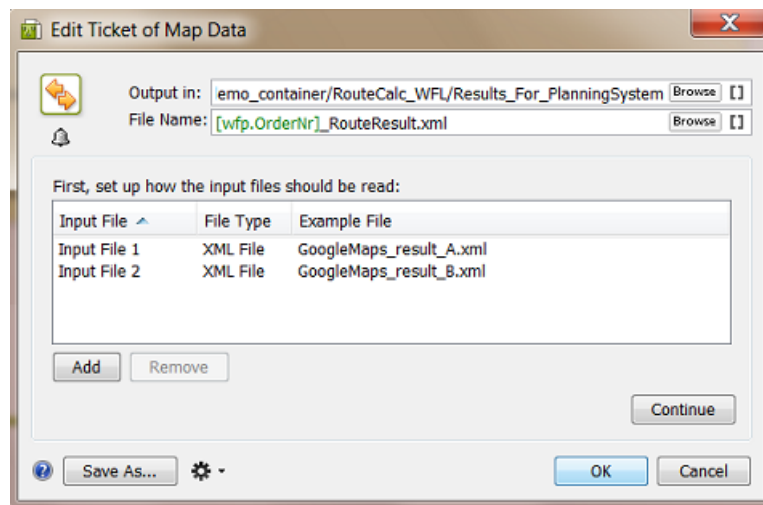 Edit Ticket of Map Data
Output in: emo_container/RouteCalc_WFL/Results_For_PlanningSystem Browse []
File Name: [wfp.OrderNr]_RouteResult.xml Browse []
First, set up how the input files should be read:
Input File File Type Example File
Input File 1 XML File GoogleMaps_result_A.xml
Input File 2 XML File GoogleMaps_result_B.xml
Add Remove
Continue
Save As... OK Cancel